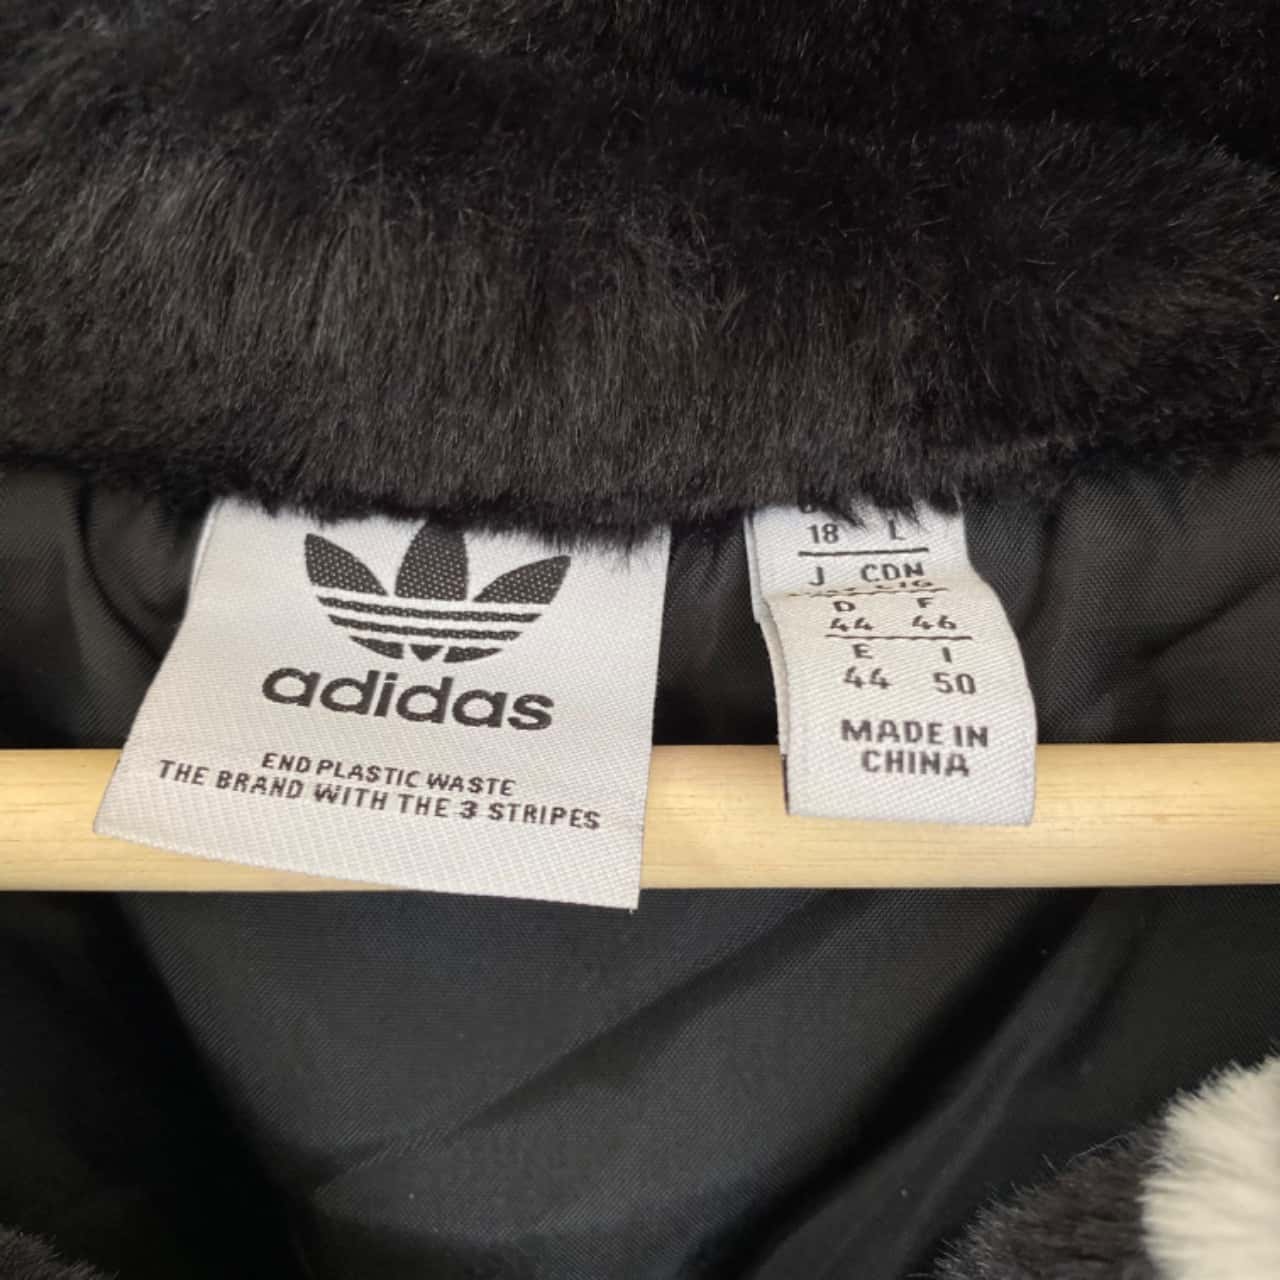 adidas
END PLASTIC WASTE
THE BRAND WITH THE 3 STRIPES
18 L
J CDN
D F
44 46
E I
44 50
MADE IN
CHINA